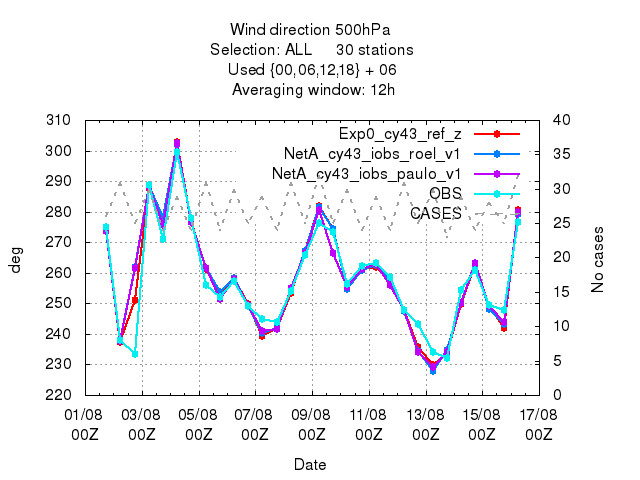 Wind direction 500hPa
Selection: ALL 30 stations
Used {00,06,12,18} + 06
Averaging window: 12h
310
300
290
280
270
260
250
240
230
220
deg
40
35
30
25
20
15
10
5
0
No cases
Exp0_cy43_ref_z
NetA_cy43_iobs_roel_v1
NetA_cy43_iobs_paulo_v1
OBS
CASES
01/08 03/08 05/08 07/08 09/08 11/08 13/08 15/08 17/08
00Z 00Z 00Z 00Z 00Z 00Z 00Z 00Z 00Z
Date